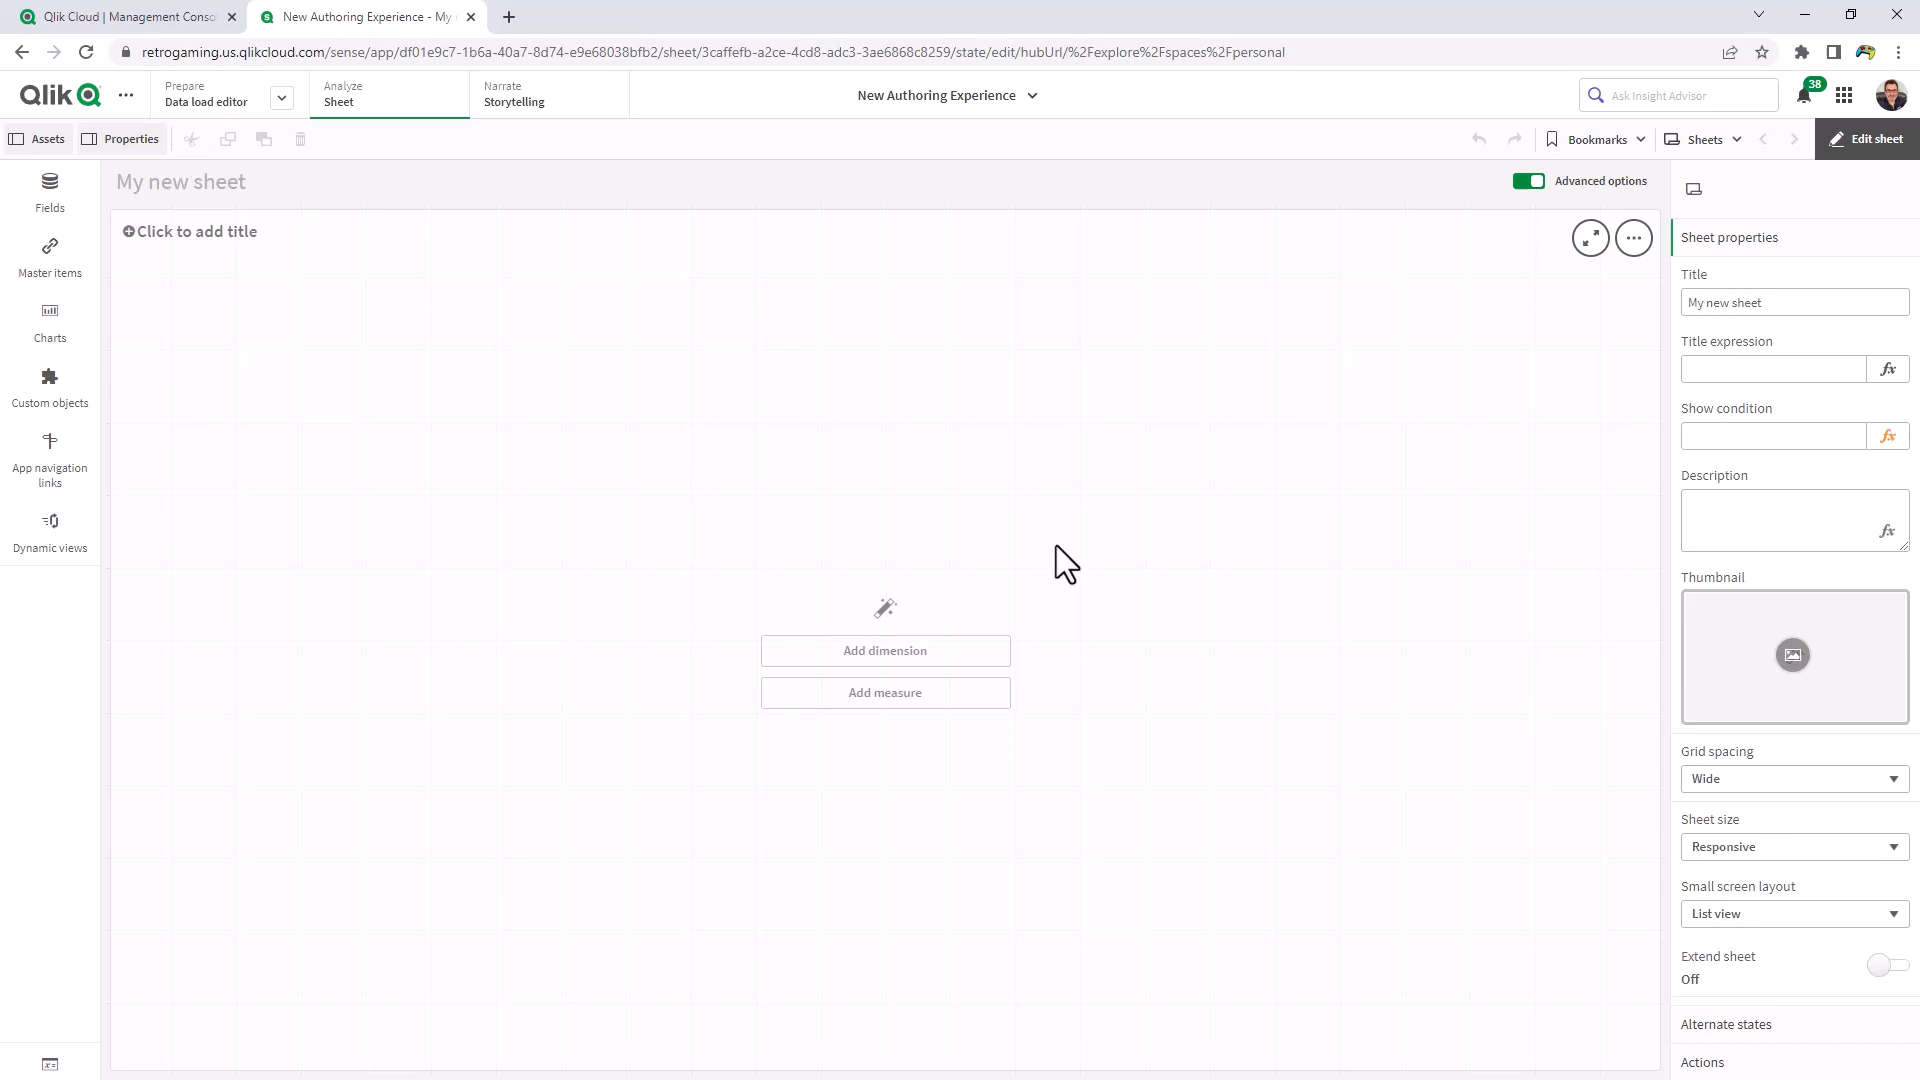 Qlik Cloud | Management Conso
New Authoring Experience - My
retrogaming.us.qlikcloud.com/sense/app/df01e9c7-1b6a-40a7-8d74-e9e68038bfb2/sheet/3caffefb-a2ce-4cd8-adc3-3ae6868c8259/state/edit/hubUrl/%2Fexplore%2Fspaces%2Fpersonal
Qlik
Prepare
Data load editor
Analyze
Sheet
Narrate
Storytelling
New Authoring Experience
Ask Insight Advisor
38
Assets
Properties
Bookmarks
Sheets
Edit sheet
Fields
Master items
Charts
Custom objects
App navigation
links
Dynamic views
My new sheet
Advanced options
Click to add title
Add dimension
Add measure
Sheet properties
Title
My new sheet
Title expression
fx
Show condition
fx
Description
fx
Thumbnail
Grid spacing
Wide
Sheet size
Responsive
Small screen layout
List view
Extend sheet
Off
Alternate states
Actions